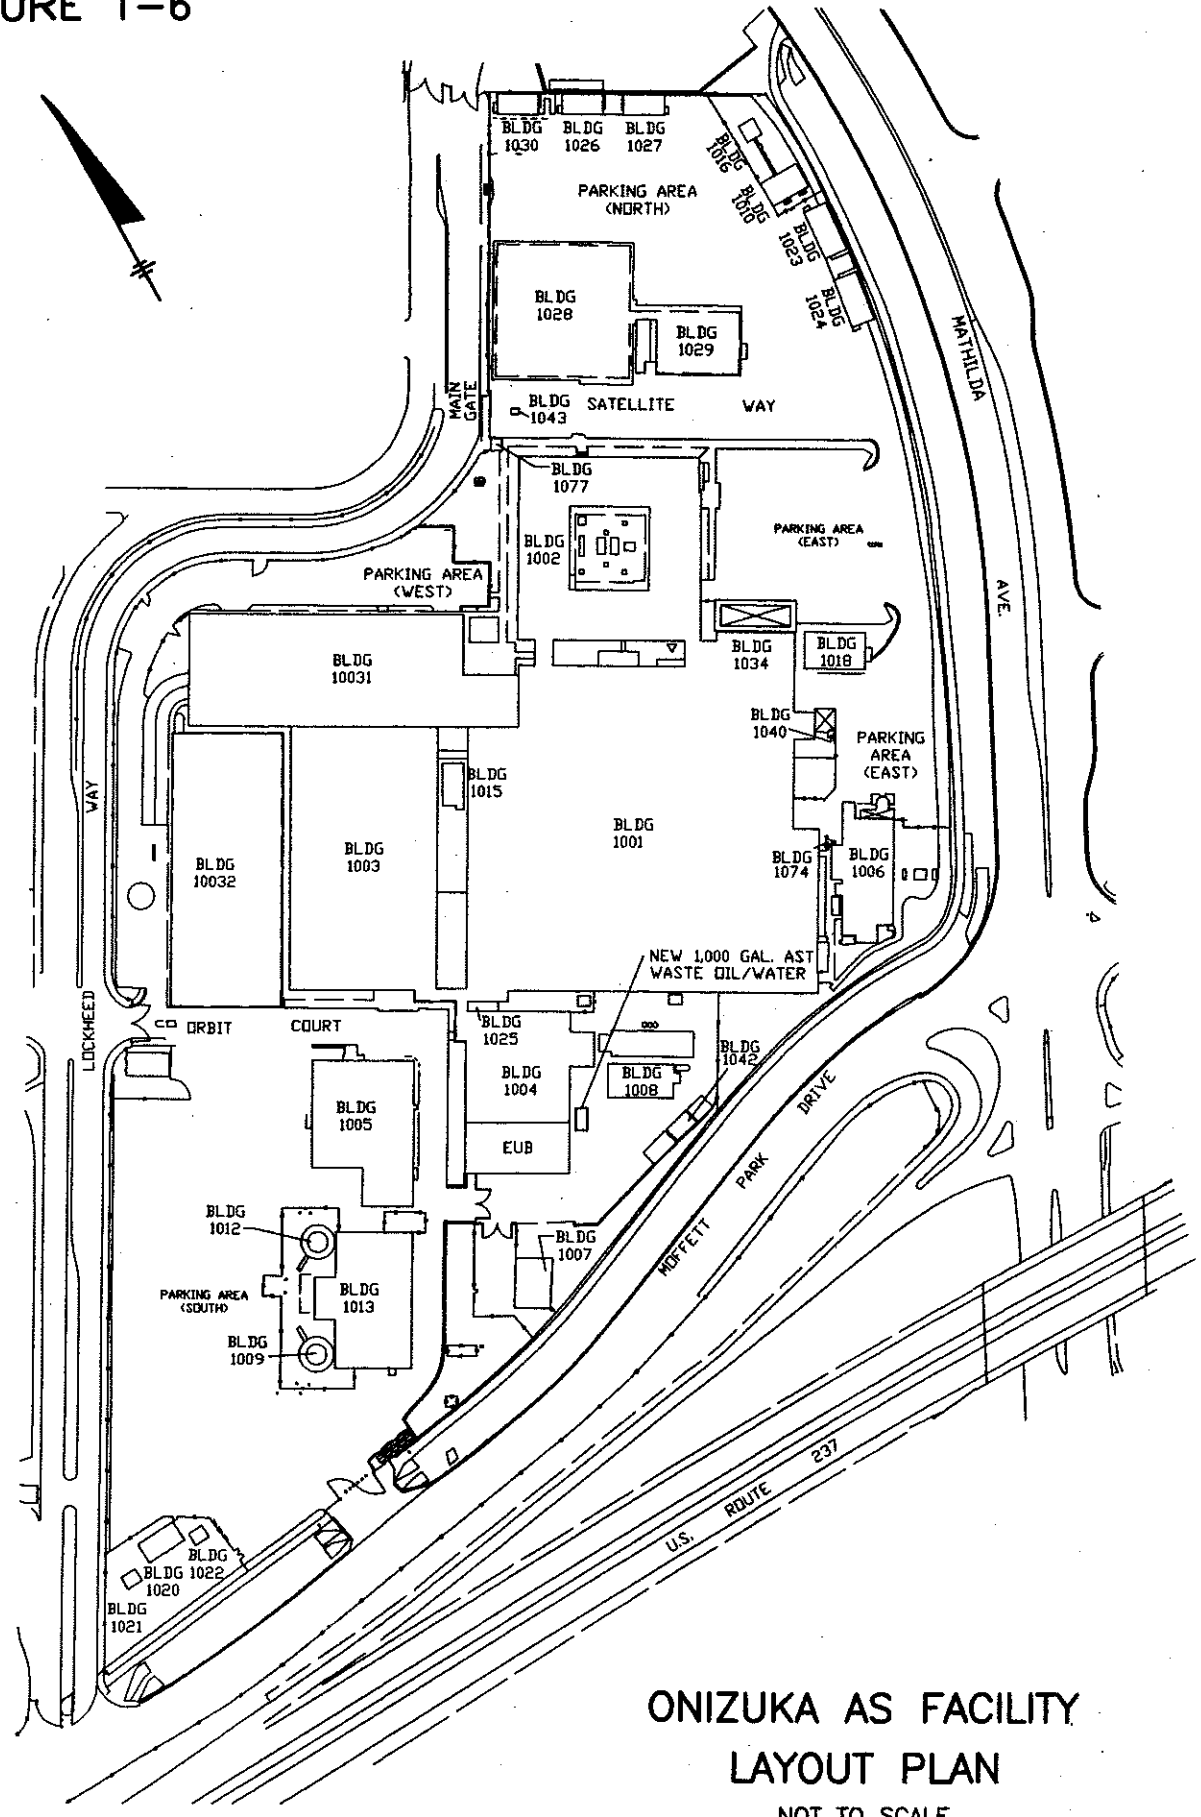 URE 1-6
BLDG
1030
BLDG
1026
BLDG
1027
BLDG
1016
BLDG
1010
BLDG
1023
BLDG
1024
PARKING AREA
(NORTH)
BLDG
1028
BLDG
1029
MATHILDA
AVE.
MAIN
GATE
BLDG
1043
SATELLITE WAY
BLDG
1077
BLDG
1002
PARKING AREA
(EAST)
PARKING AREA
(WEST)
BLDG
10031
BLDG
1034
BLDG
1018
BLDG
1040
PARKING
AREA
(EAST)
BLDG
1015
BLDG
1001
BLDG
1003
BLDG
10032
BLDG
1074
BLDG
1006
NEW 1,000 GAL. AST
WASTE OIL/WATER
LOCKHEED WAY
ORBIT COURT
BLDG
1025
BLDG
1004
BLDG
1008
BLDG
1042
BLDG
1005
EUB
MOFFETT PARK DRIVE
BLDG
1012
BLDG
1007
PARKING AREA
(SOUTH)
BLDG
1013
BLDG
1009
U.S. ROUTE 237
BLDG
1022
BLDG
1020
BLDG
1021
ONIZUKA AS FACILITY
LAYOUT PLAN
NOT TO SCALE